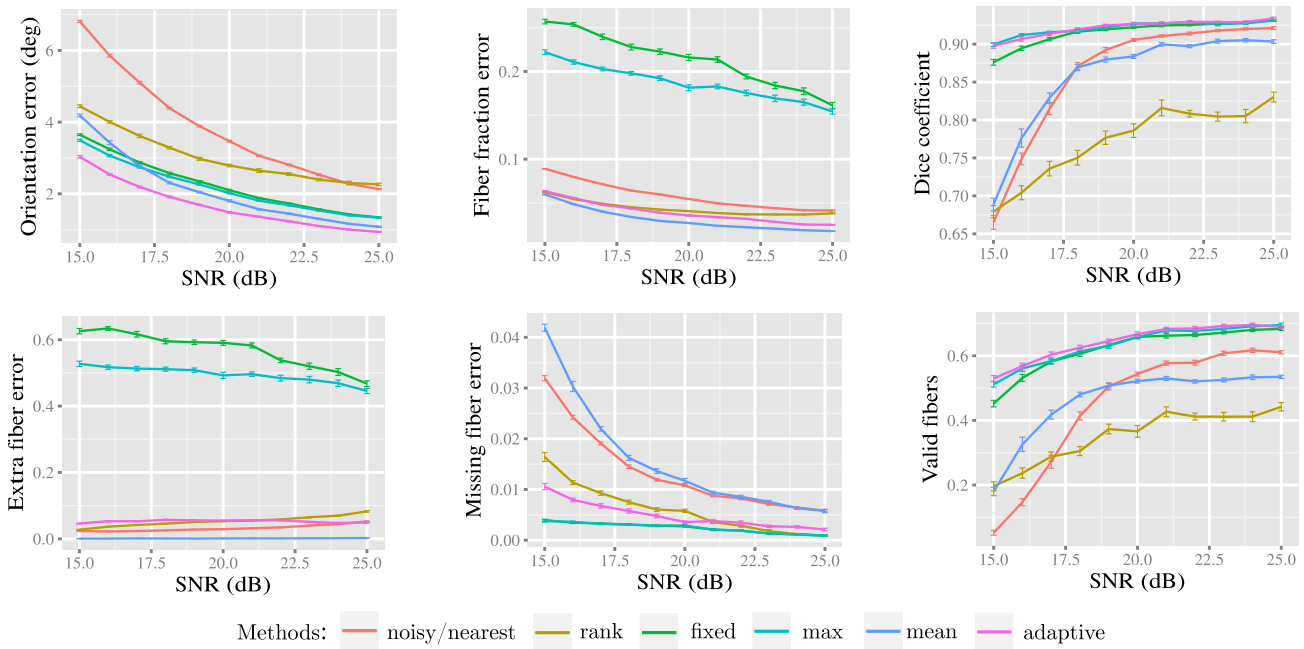 Orientation error (deg)
6
4
2
15.0 17.5 20.0 22.5 25.0
SNR (dB)
Fiber fraction error
0.2
0.1
15.0 17.5 20.0 22.5 25.0
SNR (dB)
Dice coefficient
0.90
0.85
0.80
0.75
0.70
0.65
15.0 17.5 20.0 22.5 25.0
SNR (dB)
Extra fiber error
0.6
0.4
0.2
0.0
15.0 17.5 20.0 22.5 25.0
SNR (dB)
Missing fiber error
0.04
0.03
0.02
0.01
0.00
15.0 17.5 20.0 22.5 25.0
SNR (dB)
Valid fibers
0.6
0.4
0.2
15.0 17.5 20.0 22.5 25.0
SNR (dB)
Methods: noisy/nearest rank fixed max mean adaptive